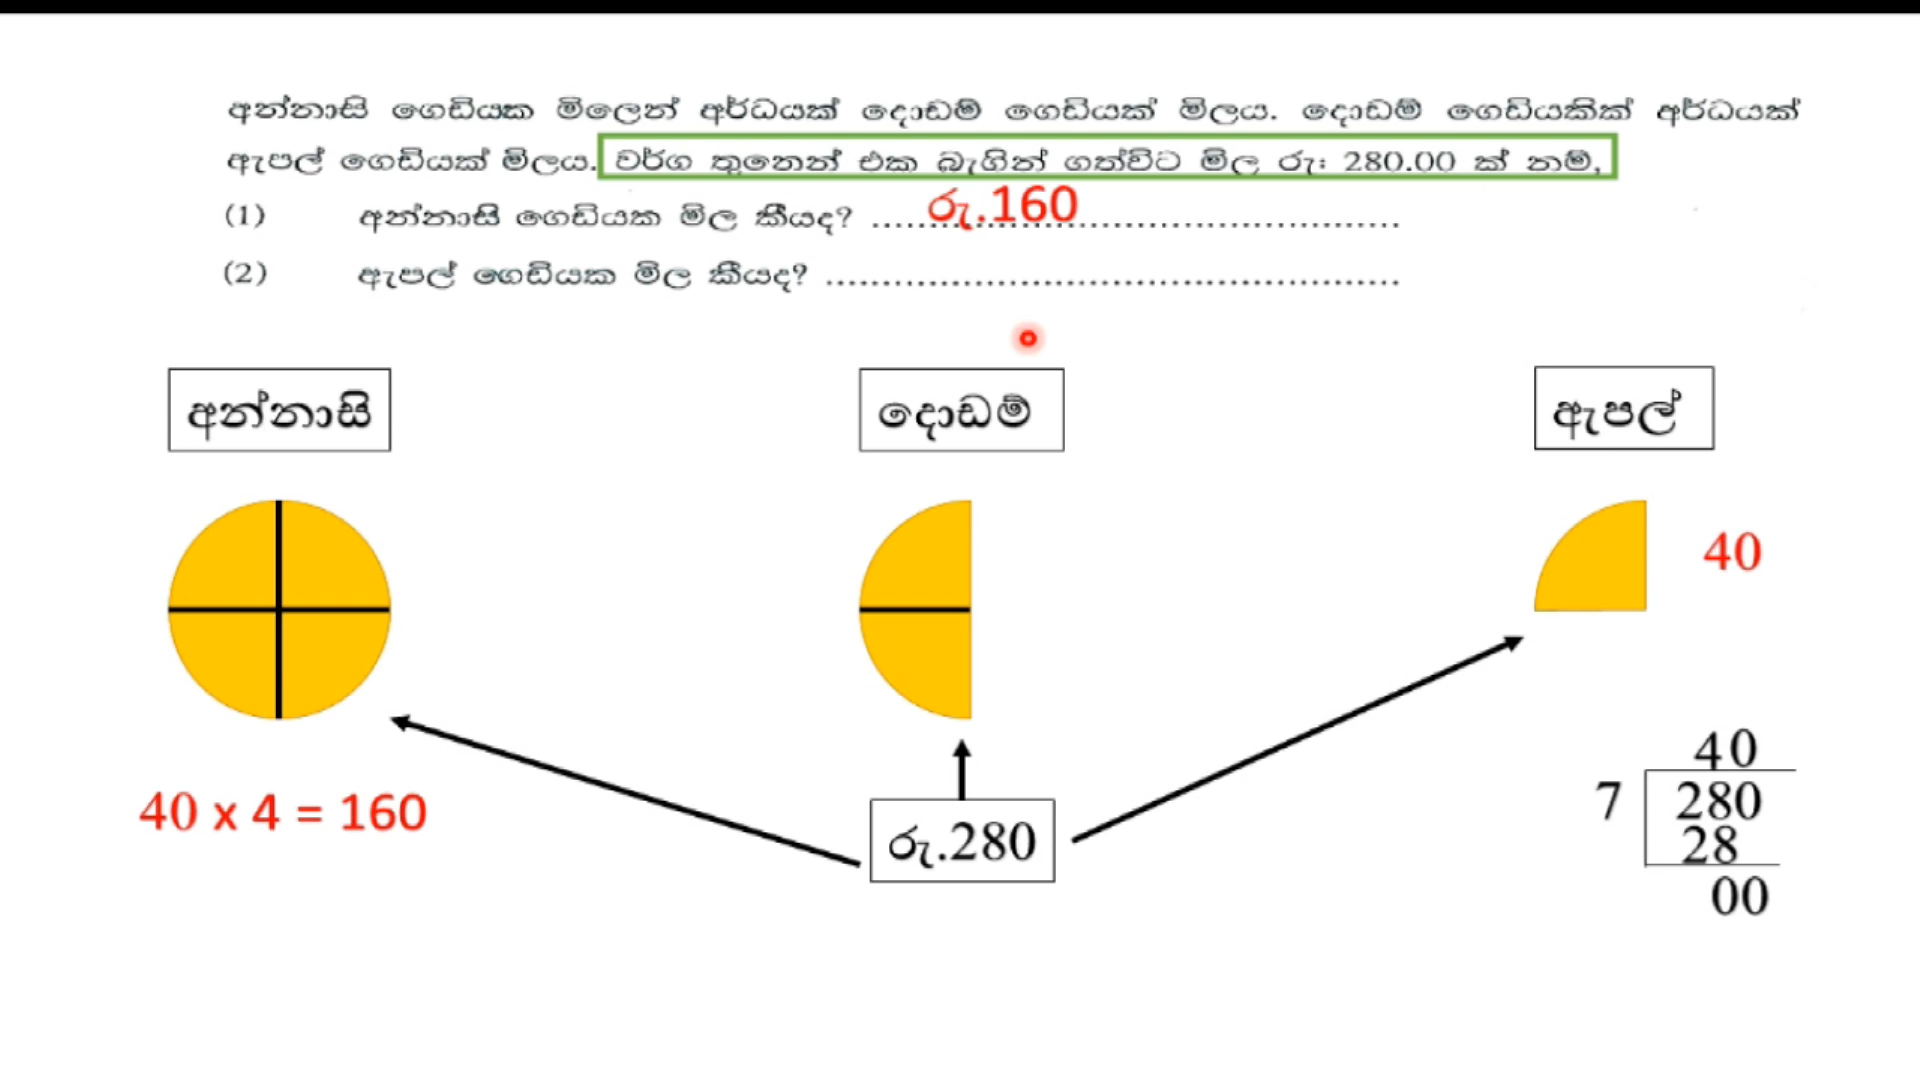 අන්නාසි ගෙඩියක මිලෙන් අර්ධයක් දොඩම් ගෙඩියක් මිලය. දොඩම් ගෙඩියකික් අර්ධයක්
ඇපල් ගෙඩියක් මිලය. වර්ග තුනෙන් එක බැගින් ගත්විට මිල රු: 280.00 ක් නම්,
(1) අන්නාසි ගෙඩියක මිල කීයද? ........රු.160........
(2) ඇපල් ගෙඩියක මිල කීයද? ................
අන්නාසි
දොඩම්
ඇපල්
40
40 x 4 = 160
රු.280
40
7 280
28
00